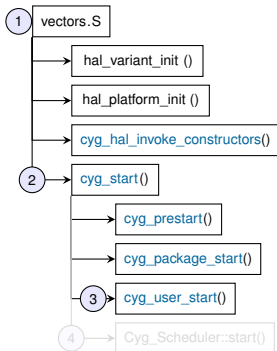 1 vectors.S
hal_variant_init ()
hal_platform_init ()
cyg_hal_invoke_constructors()
2 cyg_start()
cyg_prestart()
cyg_package_start()
3 cyg_user_start()
4 Cyg_Scheduler::start()